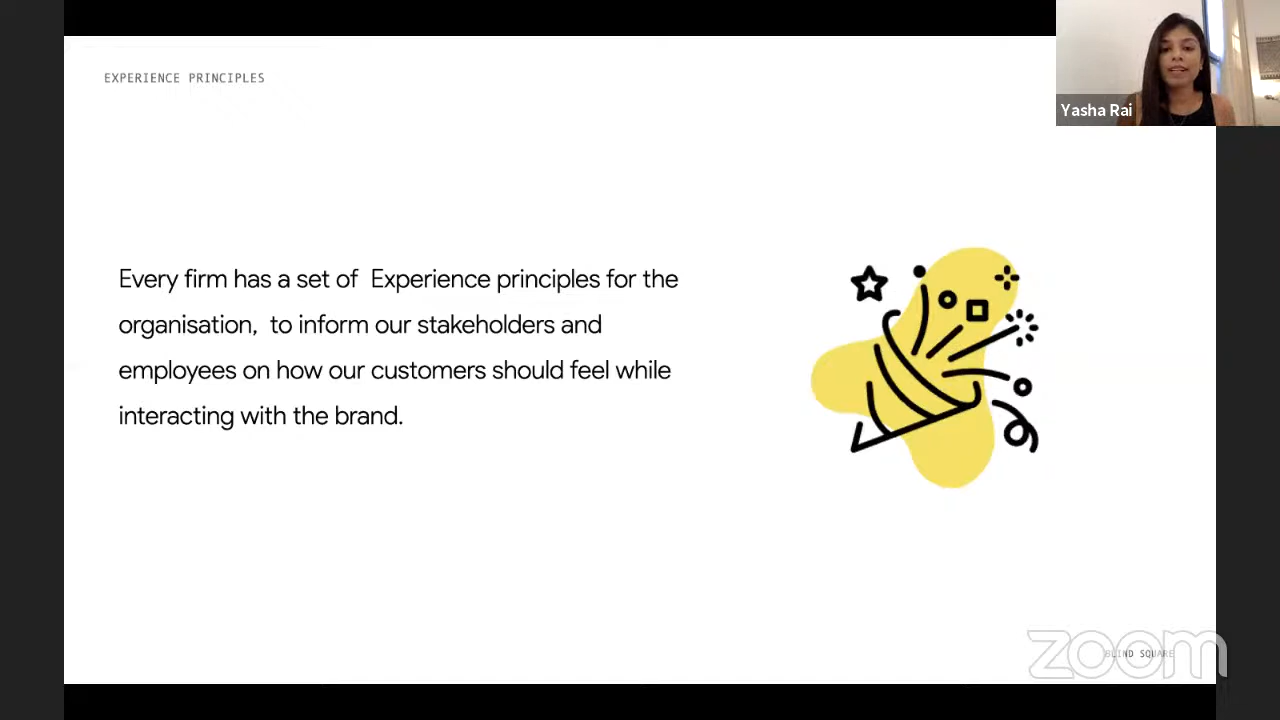 EXPERIENCE PRINCIPLES
Yasha Rai
Every firm has a set of  Experience principles for the
organisation,  to inform our stakeholders and
employees on how our customers should feel while
interacting with the brand.
zoom
BLIND SQUARE